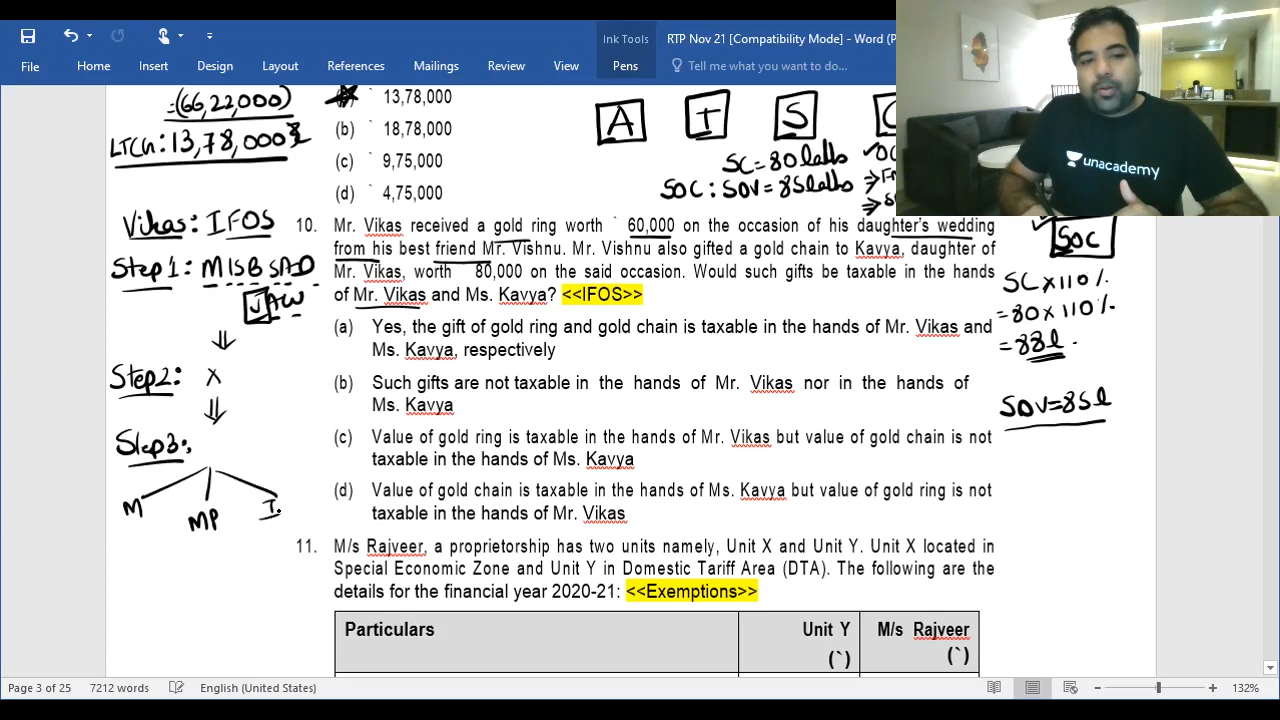 Ink Tools
RTP Nov 21 [Compatibility Mode] - Word (P
File Home Insert Design Layout References Mailings Review View Pens Tell me what you want to do...
=(66,22,000)
LTCG: 13,78,000
13,78,000
(b) ` 18,78,000
(c) ` 9,75,000
(d) ` 4,75,000
A T S
SC = 80 lakhs
SOC : SDV = 85 lakhs
unacademy
Vikas: IFOS
Step 1: MISB SAD
JAW
Step2: X
Step3:
M MP I.
10. Mr. Vikas received a gold ring worth ` 60,000 on the occasion of his daughter's wedding
from his best friend Mr. Vishnu. Mr. Vishnu also gifted a gold chain to Kavya, daughter of
Mr. Vikas, worth 80,000 on the said occasion. Would such gifts be taxable in the hands
of Mr. Vikas and Ms. Kavya? <<IFOS>>
(a) Yes, the gift of gold ring and gold chain is taxable in the hands of Mr. Vikas and
Ms. Kavya, respectively
(b) Such gifts are not taxable in the hands of Mr. Vikas nor in the hands of
Ms. Kavya
(c) Value of gold ring is taxable in the hands of Mr. Vikas but value of gold chain is not
taxable in the hands of Ms. Kavya
(d) Value of gold chain is taxable in the hands of Ms. Kavya but value of gold ring is not
taxable in the hands of Mr. Vikas
SOC
SC x 110%.
= 80 x 110%.
= 88l
SDV = 85l
11. M/s Rajveer, a proprietorship has two units namely, Unit X and Unit Y. Unit X located in
Special Economic Zone and Unit Y in Domestic Tariff Area (DTA). The following are the
details for the financial year 2020-21: <<Exemptions>>
Particulars Unit Y M/s Rajveer
(`) (`)
Page 3 of 25 7212 words English (United States) 132%